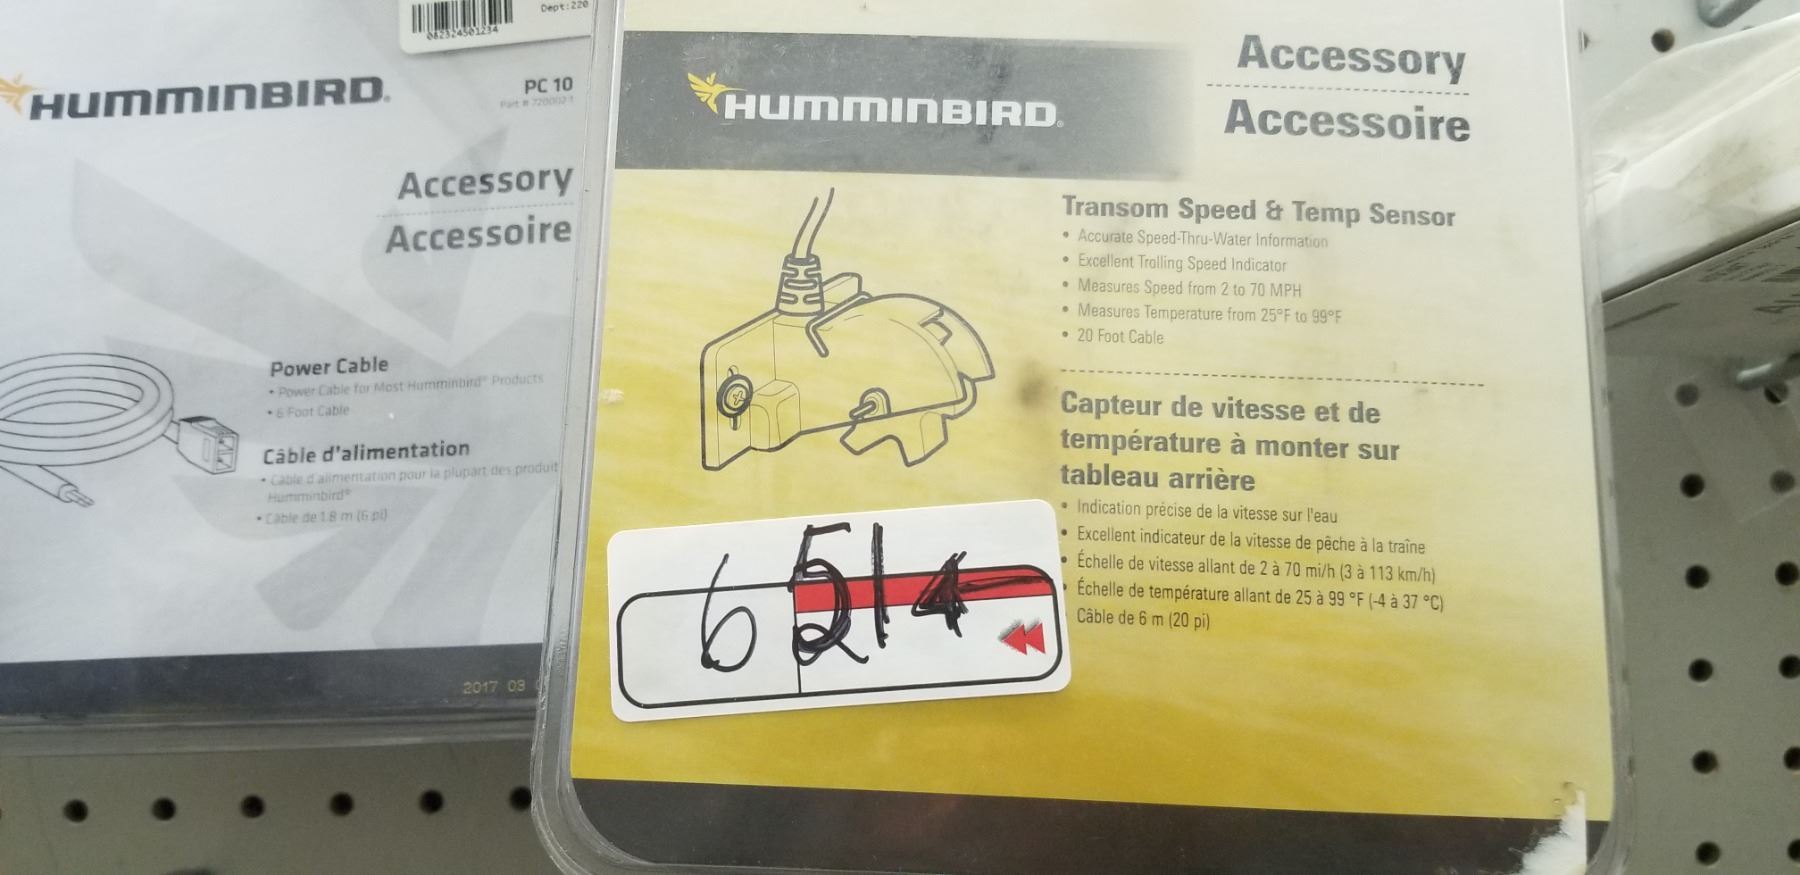 Dept:220
082324501234
HUMMINBIRD®
PC 10
Part # 720002-1
Accessory
Accessoire
Power Cable
• Power Cable for Most Humminbird® Products
• 6 Foot Cable
Câble d'alimentation
• Câble d'alimentation pour la plupart des produit
Humminbird®
• Câble de 1.8 m (6 pi)
2017 03
HUMMINBIRD®
Accessory
Accessoire
Transom Speed & Temp Sensor
• Accurate Speed-Thru-Water Information
• Excellent Trolling Speed Indicator
• Measures Speed from 2 to 70 MPH
• Measures Temperature from 25°F to 99°F
• 20 Foot Cable
Capteur de vitesse et de
température à monter sur
tableau arrière
• Indication précise de la vitesse sur l'eau
• Excellent indicateur de la vitesse de pêche à la traîne
• Échelle de vitesse allant de 2 à 70 mi/h (3 à 113 km/h)
• Échelle de température allant de 25 à 99 °F (-4 à 37 °C)
Câble de 6 m (20 pi)